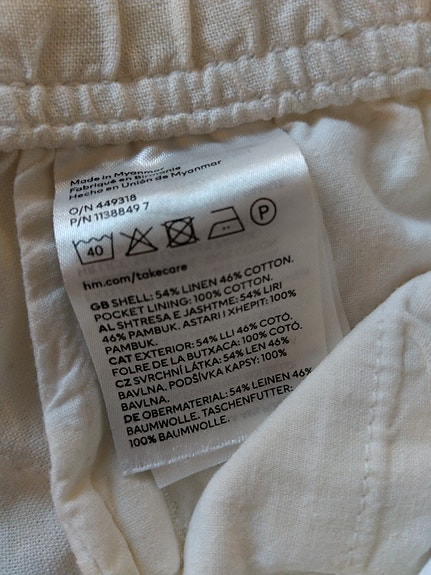 Made in Myanmar
Fabriqué en Birmanie
Hecho en Unión de Myanmar
O/N 449318
P/N 1138849 7
40
P
hm.com/takecare
GB SHELL: 54% LINEN 46% COTTON.
POCKET LINING: 100% COTTON.
AL SHTRESA E JASHTME: 54% LIRI
46% PAMBUK. ASTARI I XHEPIT: 100%
PAMBUK.
CAT EXTERIOR: 54% LLI 46% COTÓ.
FOLRE DE LA BUTXACA: 100% COTÓ.
CZ SVRCHNÍ LÁTKA: 54% LEN 46%
BAVLNA. PODŠÍVKA KAPSY: 100%
BAVLNA.
DE OBERMATERIAL: 54% LEINEN 46%
BAUMWOLLE. TASCHENFUTTER:
100% BAUMWOLLE.